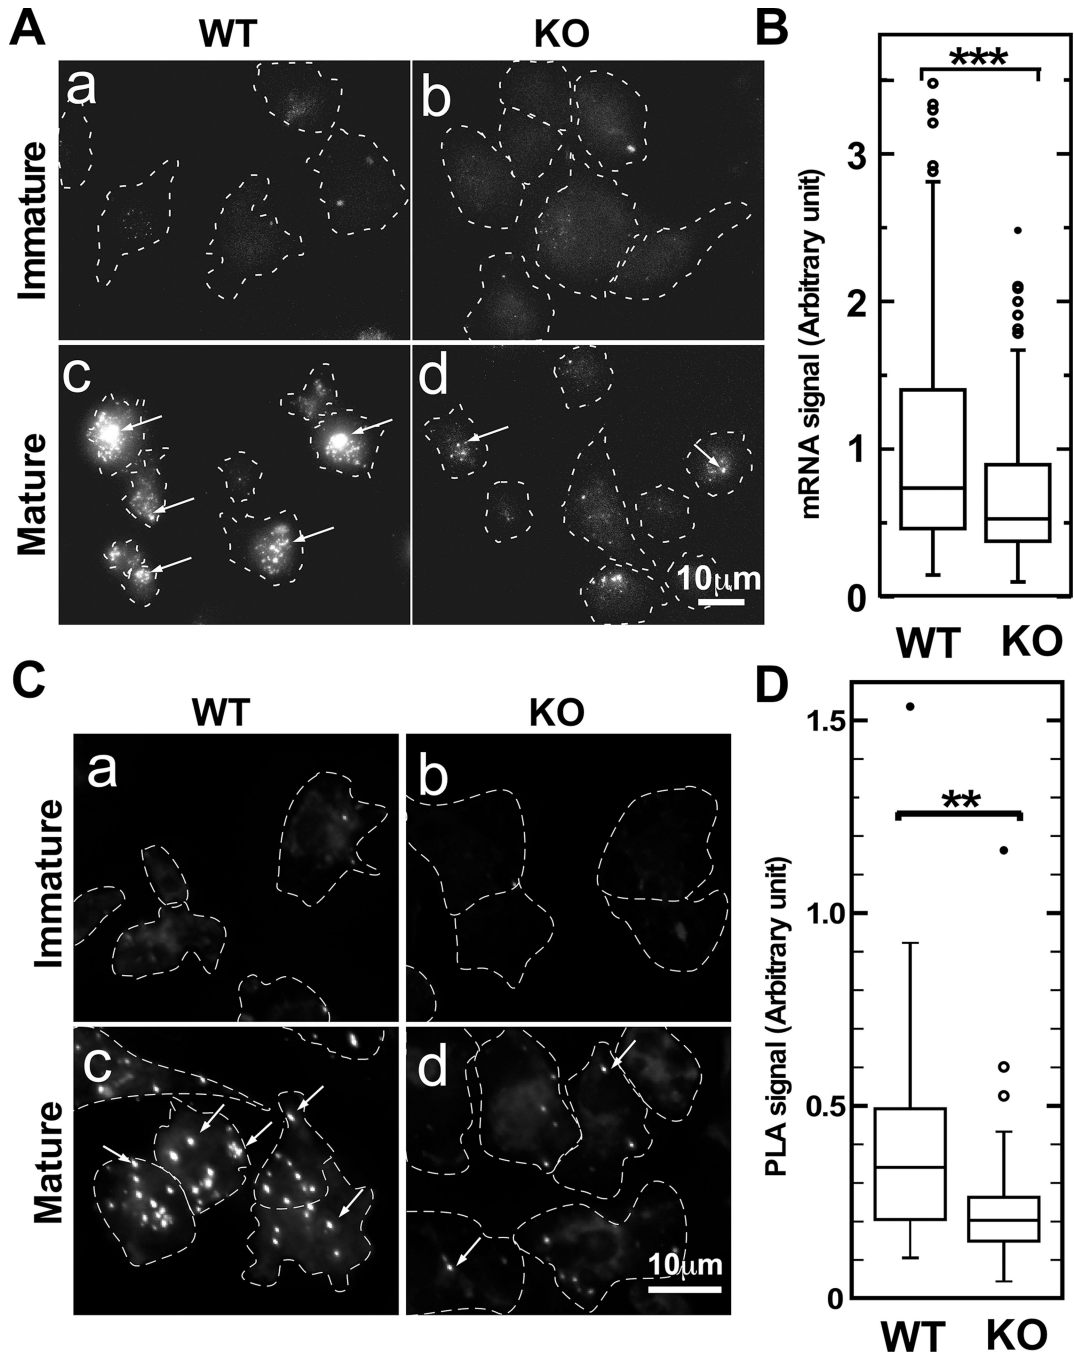 A
WT
KO
Immature
a
b
Mature
c
d
10μm
B
***
mRNA signal (Arbitrary unit)
3
2
1
0
WT
KO
C
WT
KO
Immature
a
b
Mature
c
d
10μm
D
**
PLA signal (Arbitrary unit)
1.5
1.0
0.5
0
WT
KO